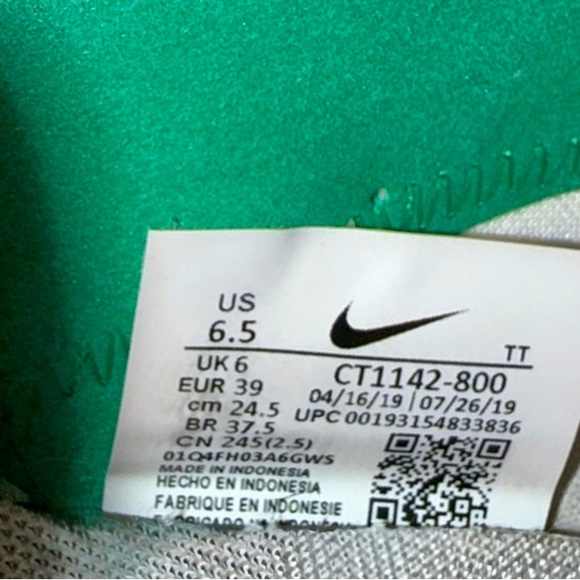 US
6.5
TT
UK 6
EUR 39
cm 24.5
BR 37.5
CN 245(2.5)
CT1142-800
04/16/19 | 07/26/19
UPC 00193154833836
01Q4FH03A6GWS
MADE IN INDONESIA
HECHO EN INDONESIA
FABRIQUE EN INDONESIE